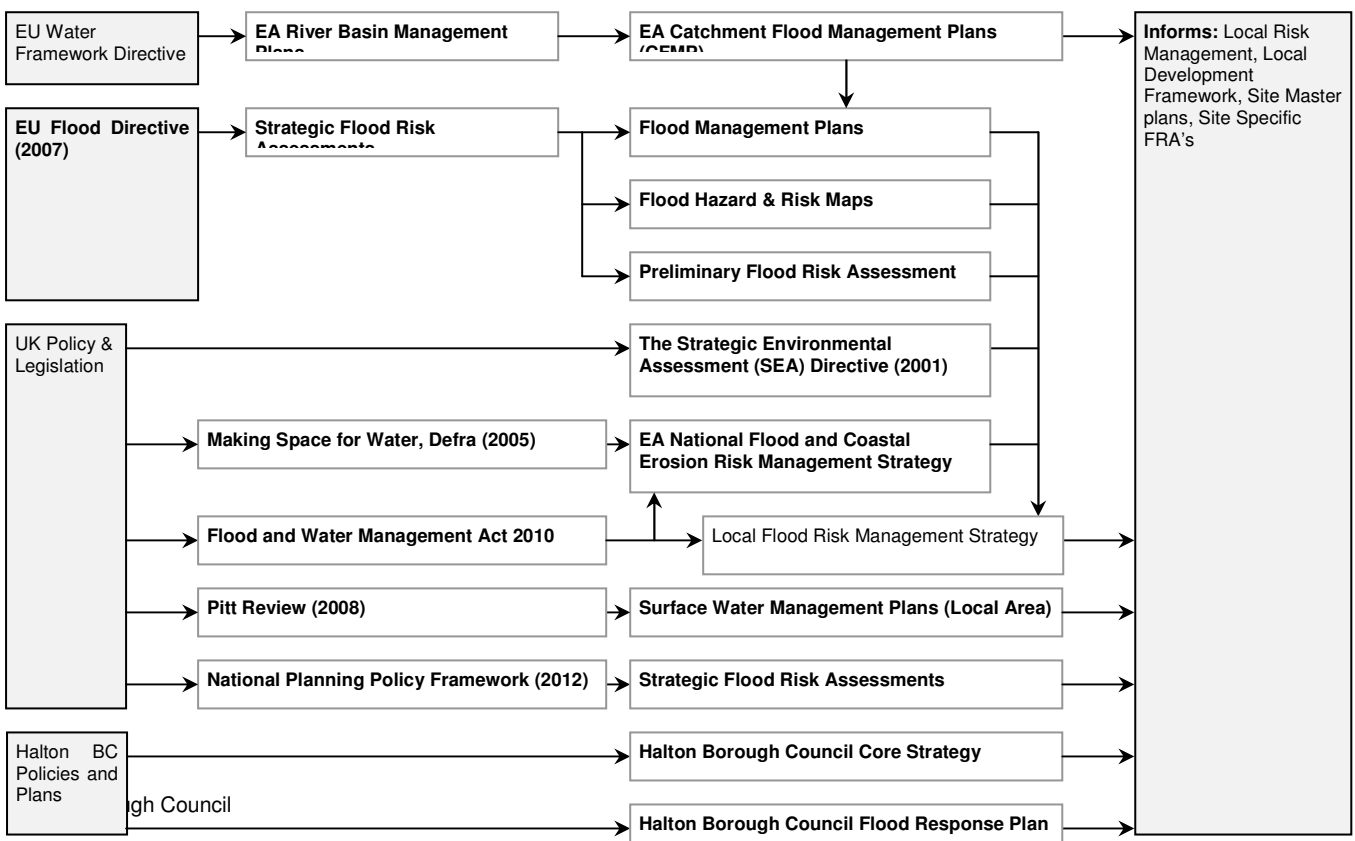 EU Water
Framework Directive
EA River Basin Management
Plans
EA Catchment Flood Management Plans
(CFMP)
Informs: Local Risk
Management, Local
Development
Framework, Site Master
plans, Site Specific
FRA's
EU Flood Directive
(2007)
Strategic Flood Risk
Assessments
Flood Management Plans
Flood Hazard & Risk Maps
Preliminary Flood Risk Assessment
UK Policy &
Legislation
The Strategic Environmental
Assessment (SEA) Directive (2001)
Making Space for Water, Defra (2005)
EA National Flood and Coastal
Erosion Risk Management Strategy
Flood and Water Management Act 2010
Local Flood Risk Management Strategy
Pitt Review (2008)
Surface Water Management Plans (Local Area)
National Planning Policy Framework (2012)
Strategic Flood Risk Assessments
Halton BC
Policies and
Plans
Halton Borough Council Core Strategy
ugh Council
Halton Borough Council Flood Response Plan